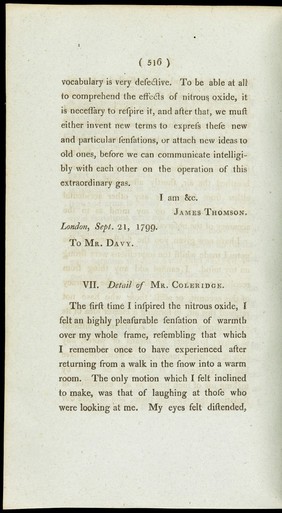 ( 516 )
vocabulary is very defective. To be able at all
to comprehend the effects of nitrous oxide, it
is neceſſary to reſpire it, and after that, we muſt
either invent new terms to expreſs theſe new
and particular ſenſations, or attach new ideas to
old ones, before we can communicate intelligi-
bly with each other on the operation of this
extraordinary gas.
I am &c.
JAMES THOMSON.
London, Sept. 21, 1799.
To MR. DAVY.
VII. Detail of MR. COLERIDGE.
The firſt time I inſpired the nitrous oxide, I
felt an highly pleaſurable ſenſation of warmth
over my whole frame, reſembling that which
I remember once to have experienced after
returning from a walk in the ſnow into a warm
room. The only motion which I felt inclined
to make, was that of laughing at thoſe who
were looking at me. My eyes felt diſtended,